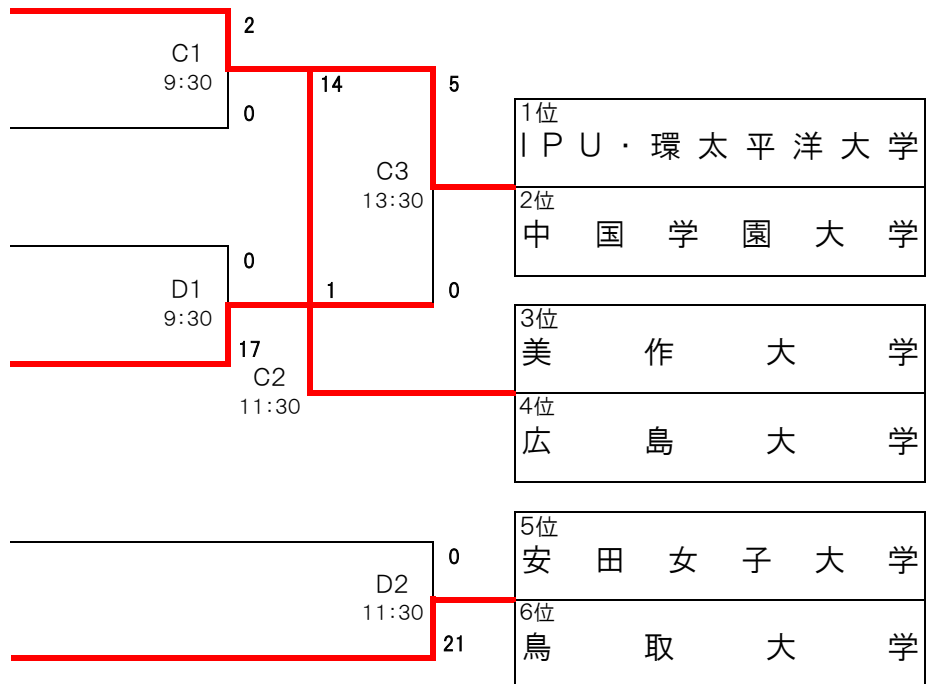 2
C1
9:30
14
5
0
1位
IPU・環太平洋大学
C3
13:30
2位
中国学園大学
0
D1
9:30
1
0
3位
美作大学
17
C2
11:30
4位
広島大学
5位
安田女子大学
0
D2
11:30
6位
鳥取大学
21